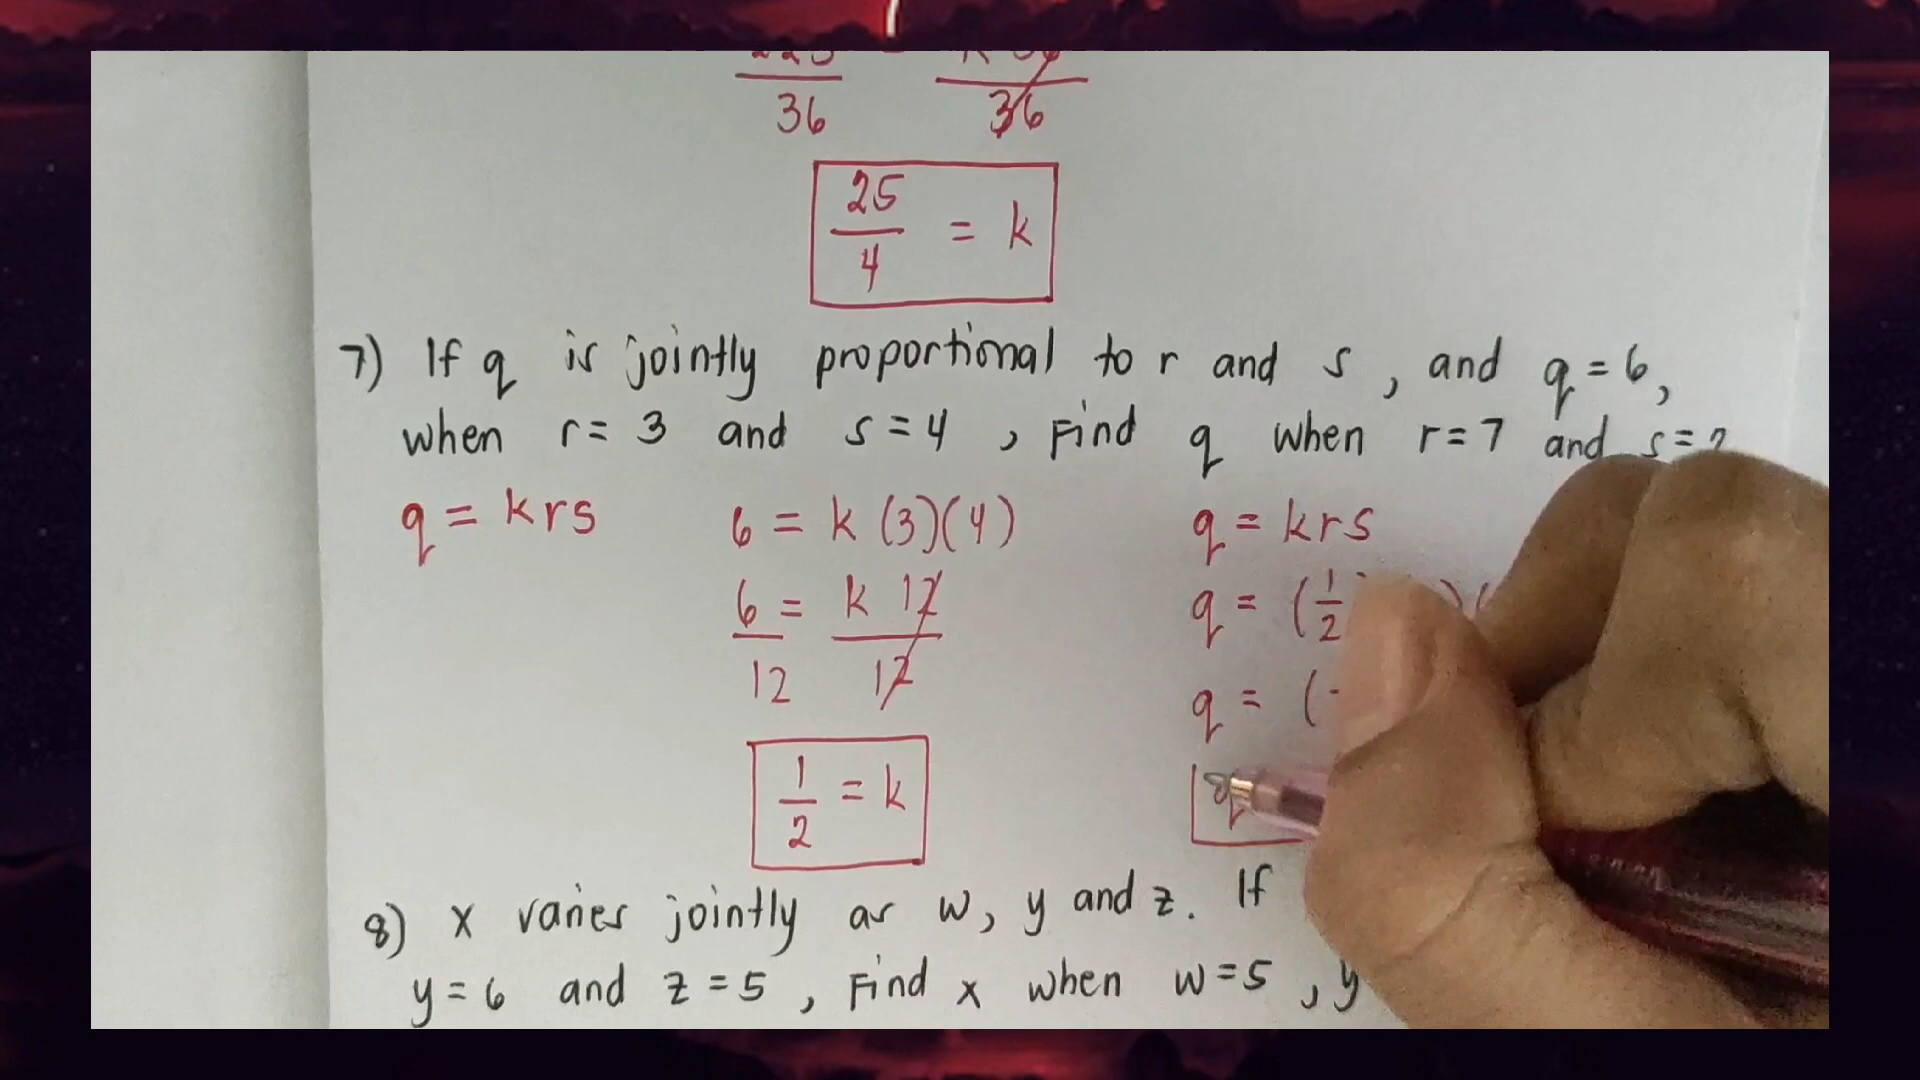 36 36
25/4 = k
7) If q is jointly proportional to r and s, and q = 6,
when r = 3 and s = 4, Find q when r = 7 and s =
q = krs 6 = k (3)(4) q = krs
6/12 = k 12/12 q = (1/2
1/2 = k q = (
q
8) x varies jointly as w, y and z. If
y = 6 and z = 5, Find x when w = 5, y